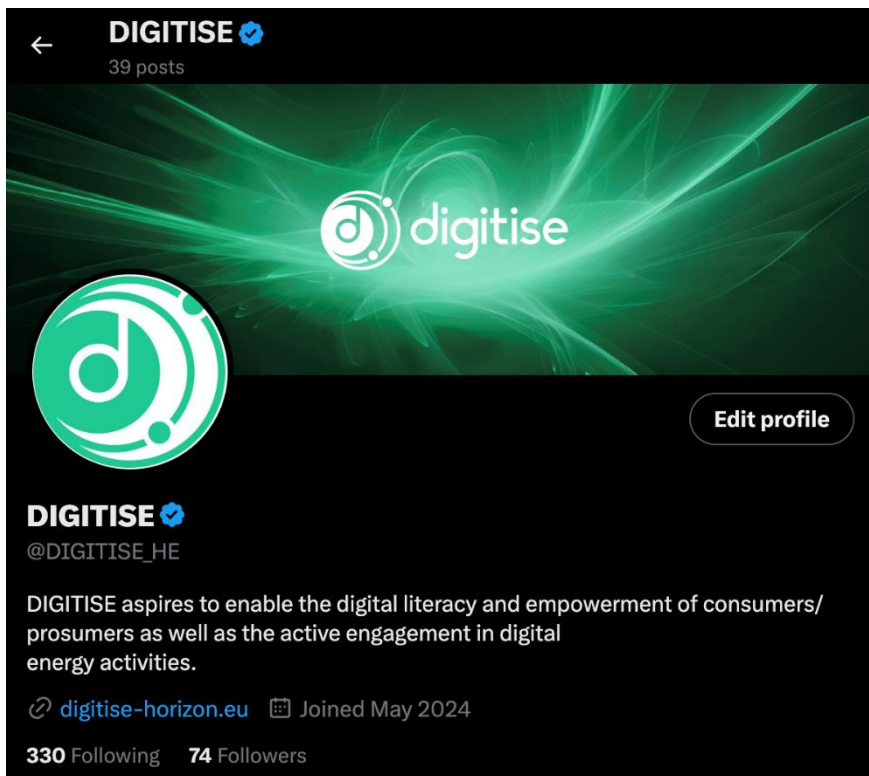 DIGITISE
39 posts
digitise
Edit profile
DIGITISE
@DIGITISE_HE
DIGITISE aspires to enable the digital literacy and empowerment of consumers/
prosumers as well as the active engagement in digital
energy activities.
digitise-horizon.eu Joined May 2024
330 Following 74 Followers